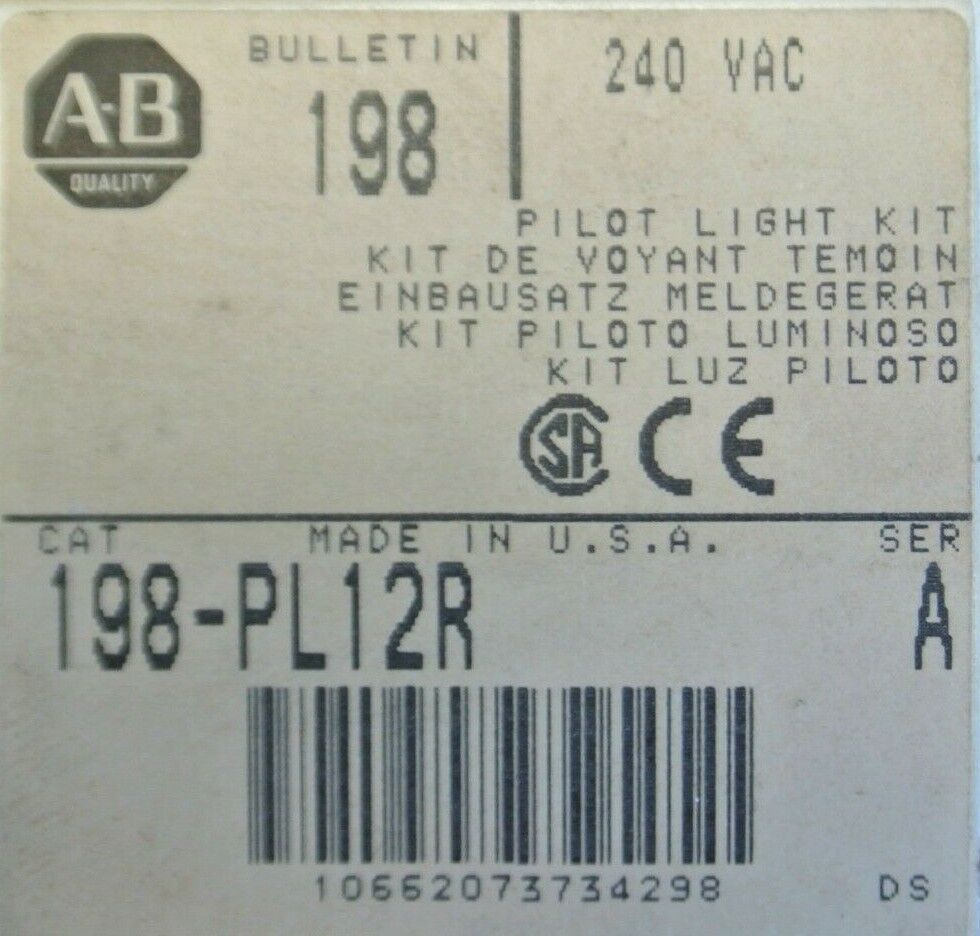 A-B
QUALITY
BULLETIN
198
240 VAC
PILOT LIGHT KIT
KIT DE VOYANT TEMOIN
EINBAUSATZ MELDEGERAT
KIT PILOTO LUMINOSO
KIT LUZ PILOTO
CSA CE
CAT MADE IN U.S.A. SER
198-PL12R A
10662073734298 DS